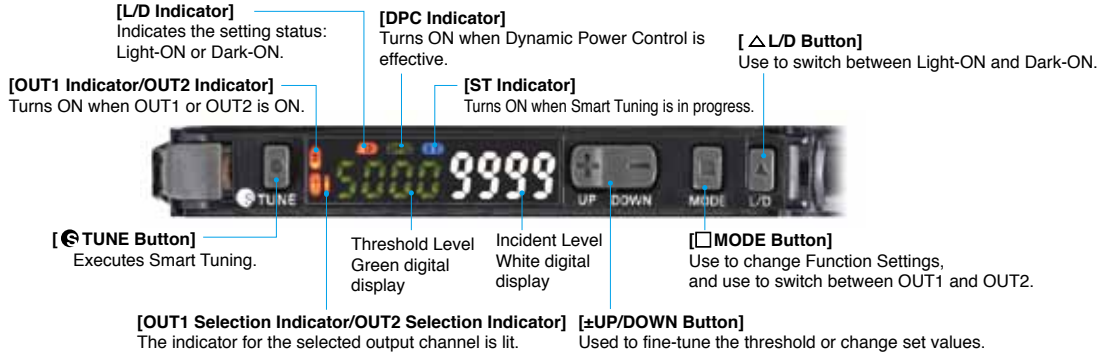 [L/D Indicator]
Indicates the setting status:
Light-ON or Dark-ON.
[DPC Indicator]
Turns ON when Dynamic Power Control is
effective.
[ △L/D Button]
Use to switch between Light-ON and Dark-ON.
[OUT1 Indicator/OUT2 Indicator]
Turns ON when OUT1 or OUT2 is ON.
[ST Indicator]
Turns ON when Smart Tuning is in progress.
5000 9999
S TUNE
UP DOWN
MODE
L/D
[ S TUNE Button]
Executes Smart Tuning.
Threshold Level
Green digital
display
Incident Level
White digital
display
[□MODE Button]
Use to change Function Settings,
and use to switch between OUT1 and OUT2.
[OUT1 Selection Indicator/OUT2 Selection Indicator]
The indicator for the selected output channel is lit.
[±UP/DOWN Button]
Used to fine-tune the threshold or change set values.